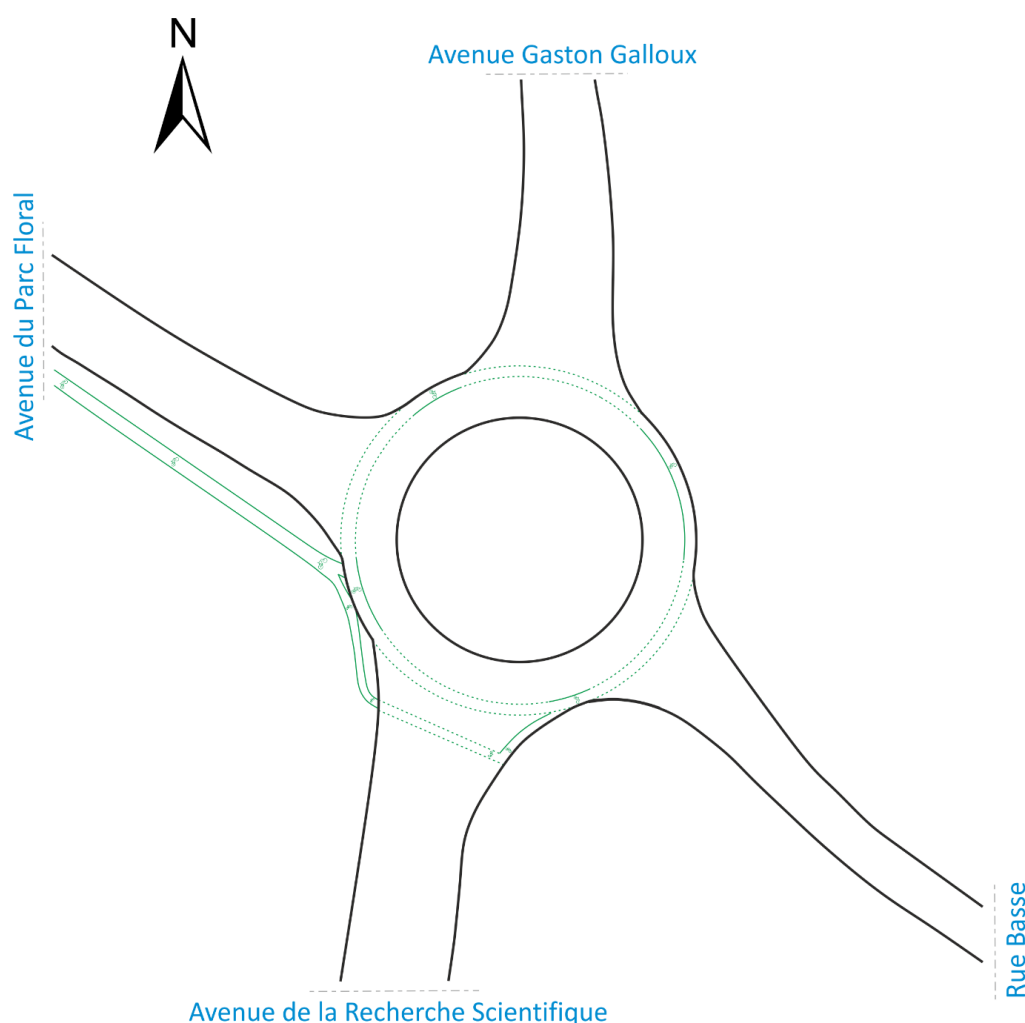 N
Avenue Gaston Galloux
Avenue du Parc Floral
Rue Basse
Avenue de la Recherche Scientifique